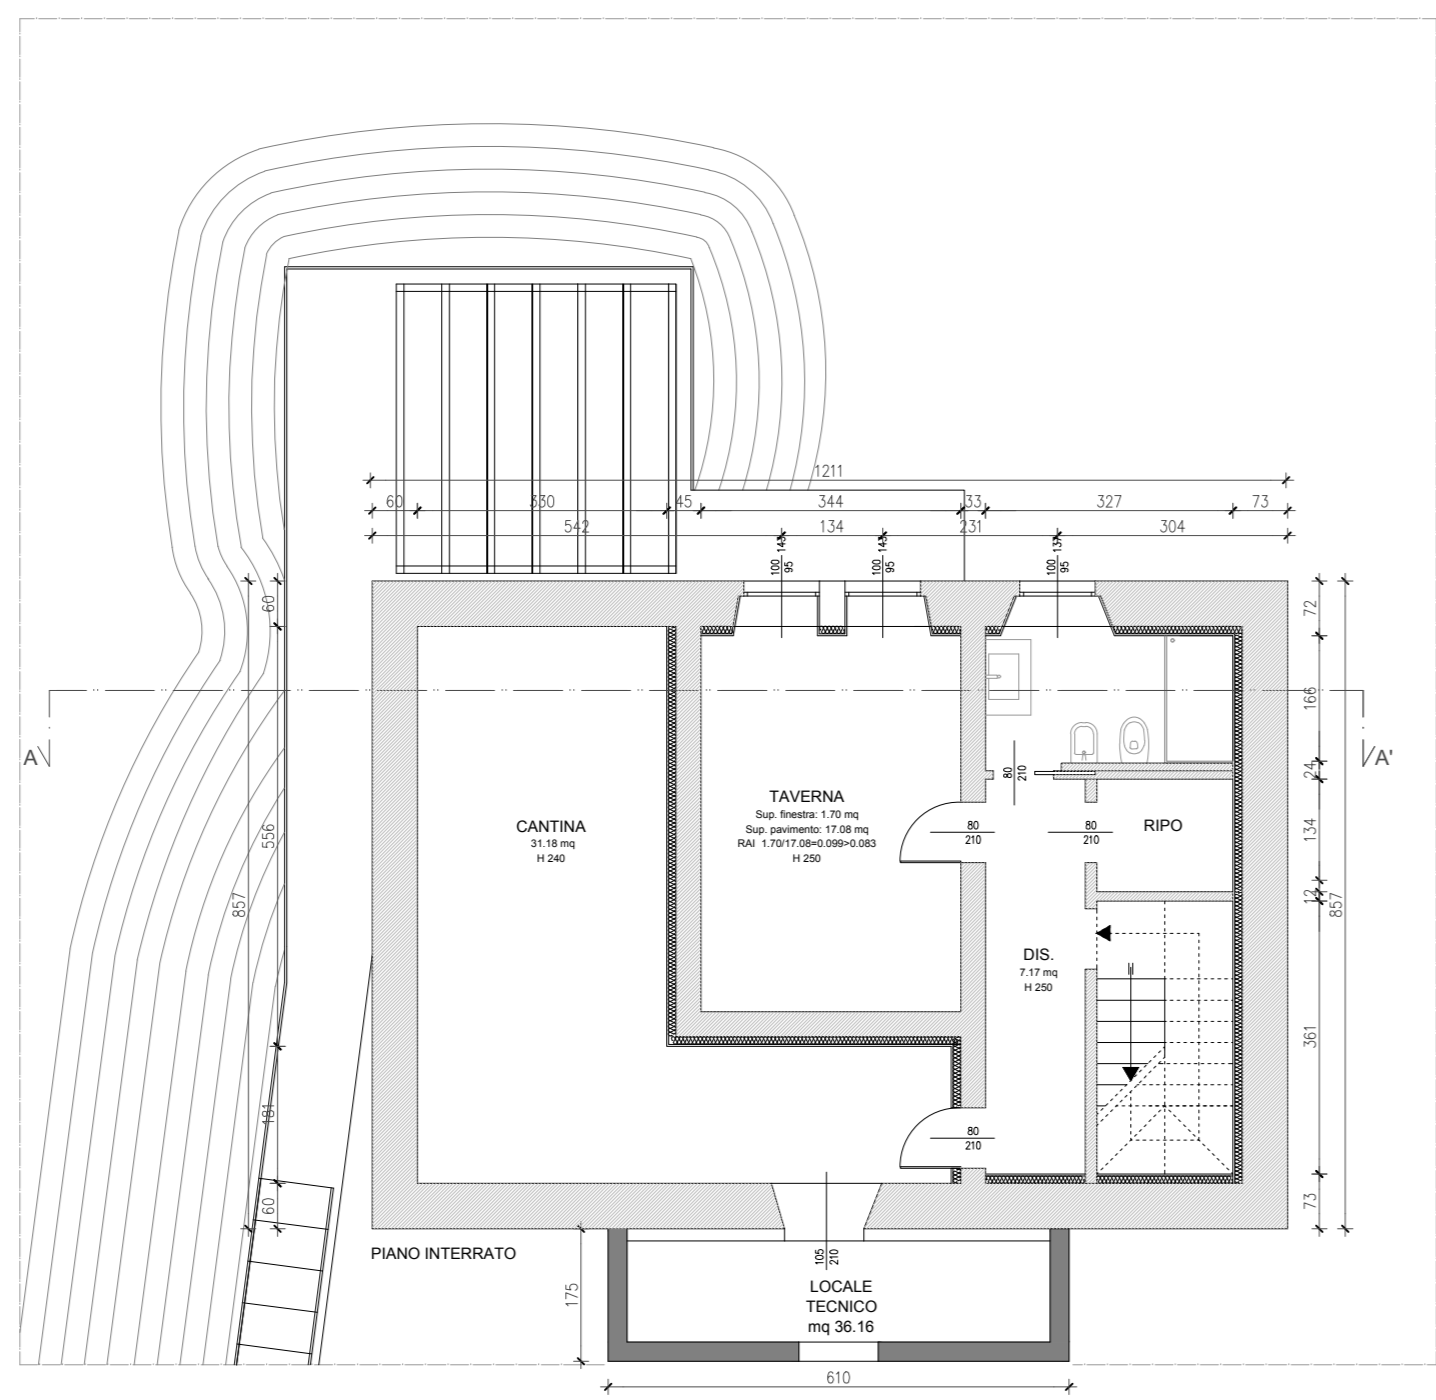 1211
60
330
45
344
33
327
73
542
134
231
304
100 143
95
100 143
95
100 137
95
60
556
181
60
857
72
166
24
134
12
361
73
857
A
A'
80
210
TAVERNA
Sup. finestra: 1.70 mq
Sup. pavimento: 17.08 mq
RAI 1.70/17.08=0.099>0.083
H 250
CANTINA
31.18 mq
H 240
80
210
80
210
RIPO
DIS.
7.17 mq
H 250
80
210
PIANO INTERRATO
105
210
LOCALE
TECNICO
mq 36.16
175
610